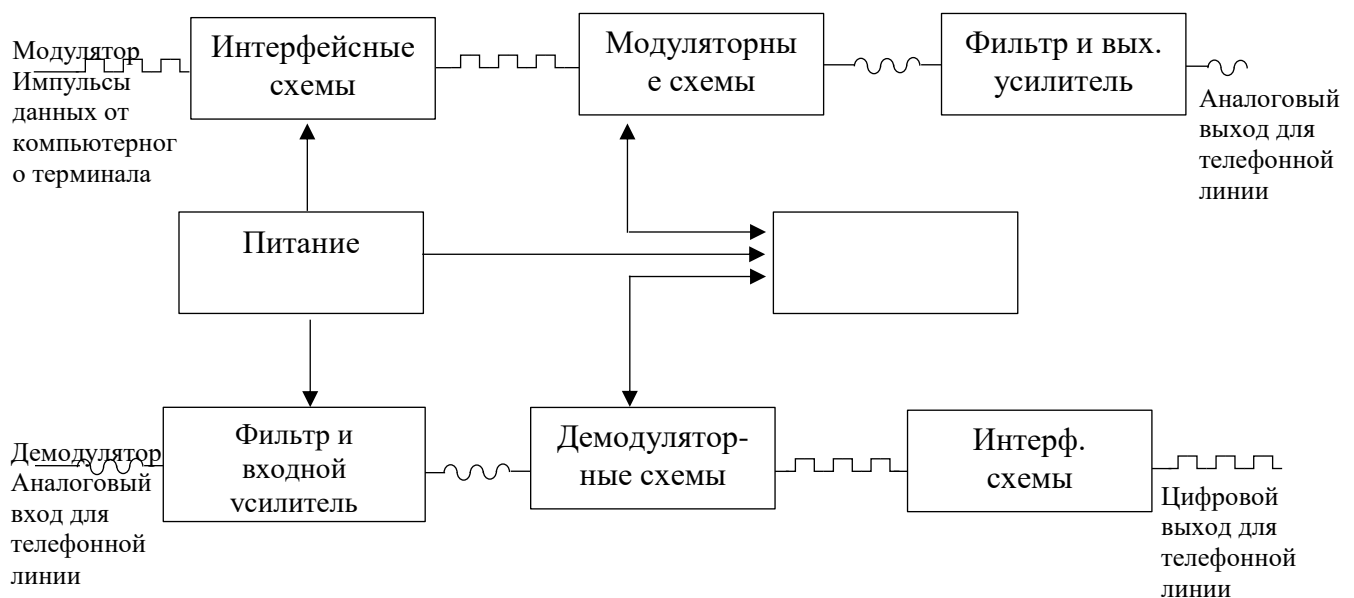 Модулятор
Импульсы
данных от
компьютерног
о терминала
Интерфейсные
схемы
Модуляторны
е схемы
Фильтр и вых.
усилитель
Аналоговый
выход для
телефонной
линии
Питание
Демодулятор
Аналоговый
вход для
телефонной
линии
Фильтр и
входной
усилитель
Демодулятор-
ные схемы
Интерф.
схемы
Цифровой
выход для
телефонной
линии